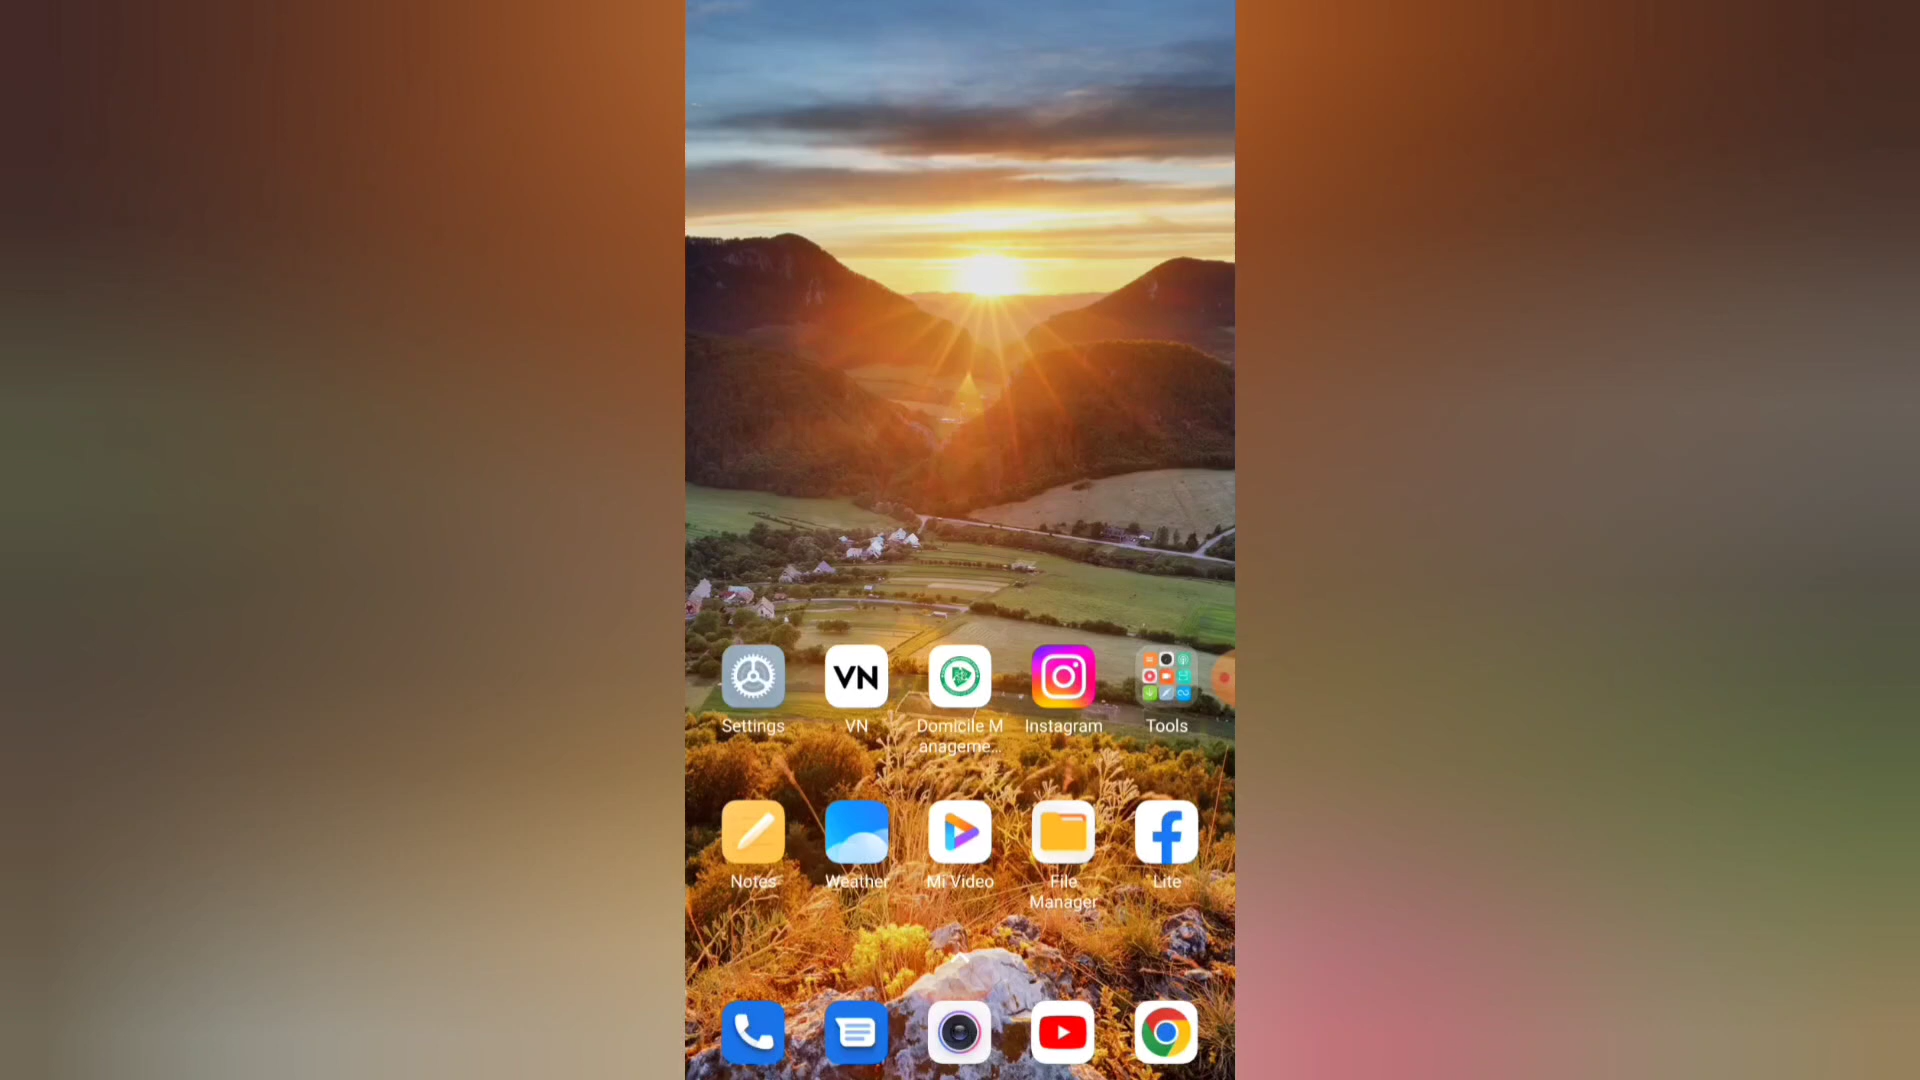 VN
Settings
VN
Domicile M
anageme...
Instagram
Tools
Notes
Weather
Mi Video
File
Manager
Lite